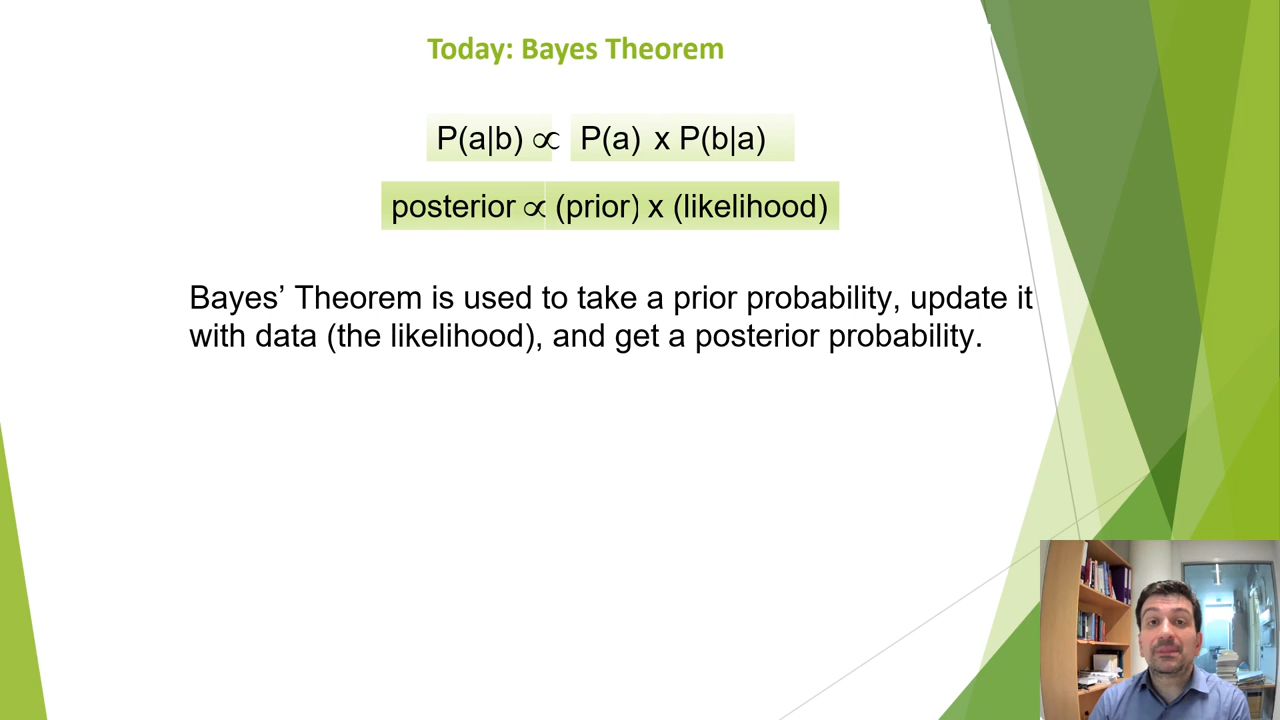 Today: Bayes Theorem
P(a|b) ∝ P(a) x P(b|a)
posterior ∝ (prior) x (likelihood)
Bayes’ Theorem is used to take a prior probability, update it
with data (the likelihood), and get a posterior probability.